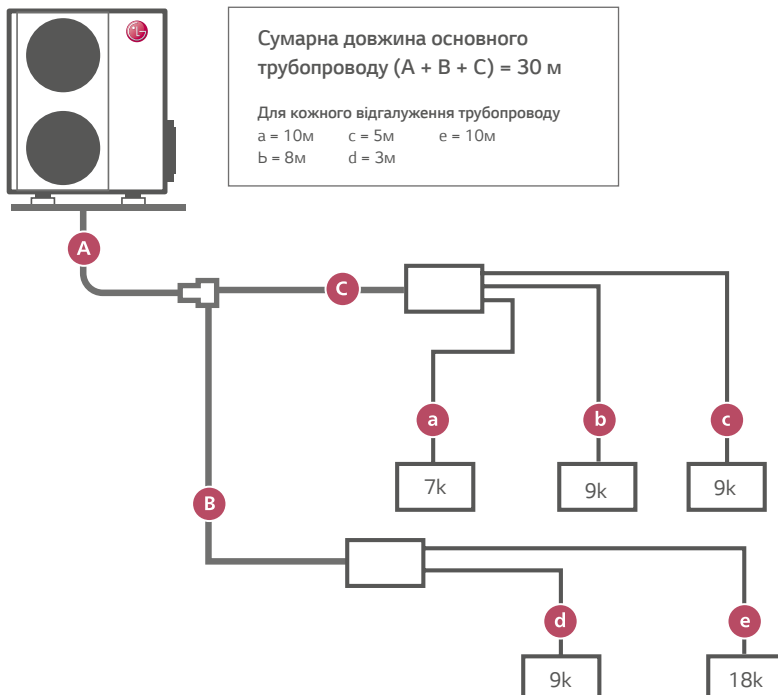 LG
Сумарна довжина основного
трубопроводу (A + B + C) = 30 м
Для кожного відгалуження трубопроводу
a = 10м c = 5м e = 10м
b = 8м d = 3м
A
C
a
b
c
7k
9k
9k
B
d
e
9k
18k